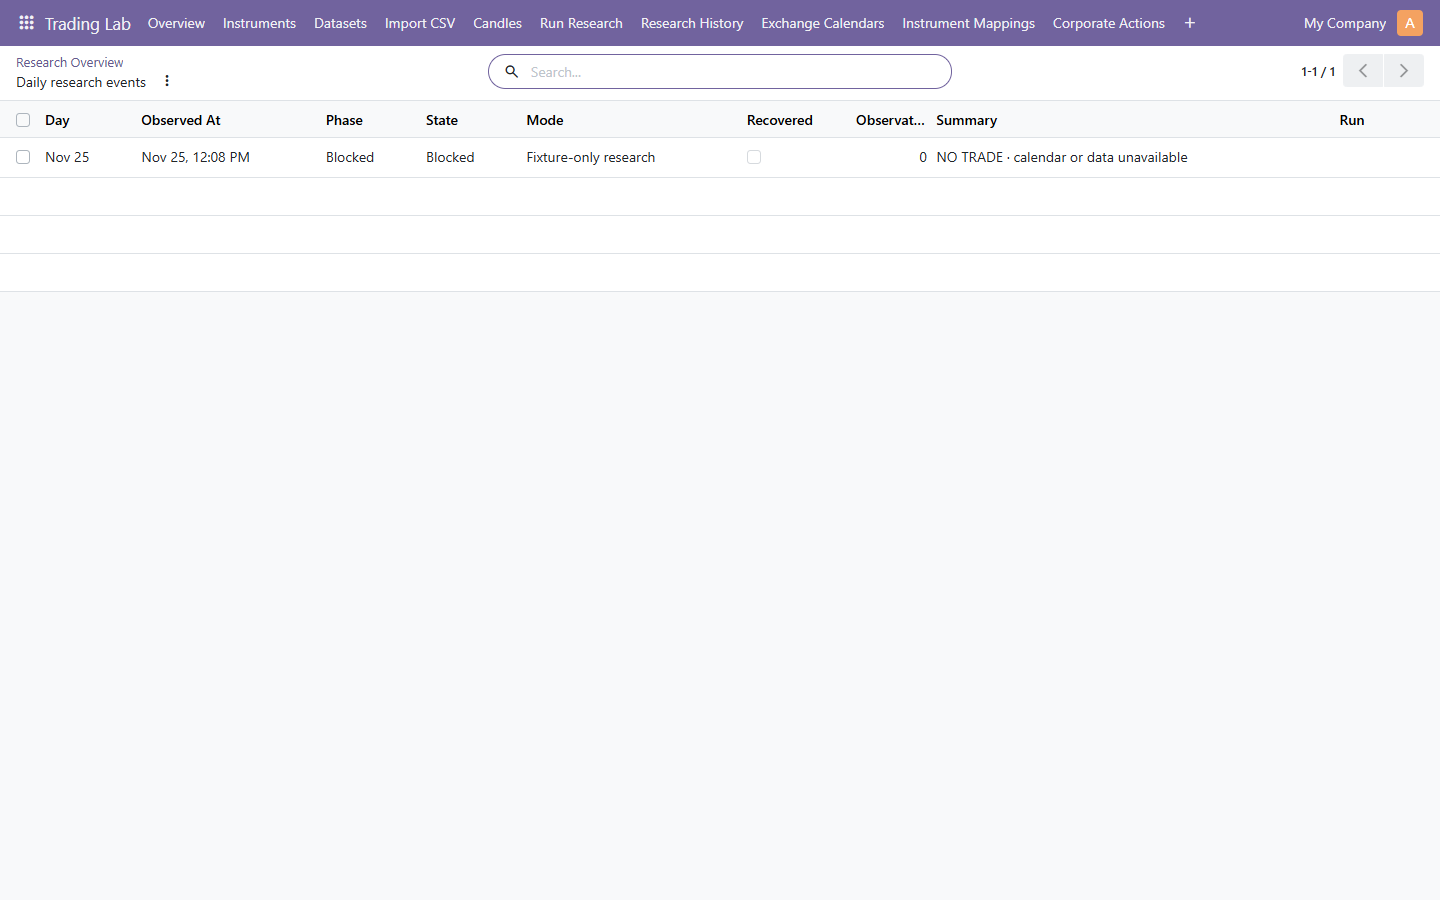 Trading Lab Overview Instruments Datasets Import CSV Candles Run Research Research History Exchange Calendars Instrument Mappings Corporate Actions + My Company A
Research Overview
Daily research events
Search...
1-1 / 1
Day Observed At Phase State Mode Recovered Observat... Summary Run
Nov 25 Nov 25, 12:08 PM Blocked Blocked Fixture-only research 0 NO TRADE · calendar or data unavailable